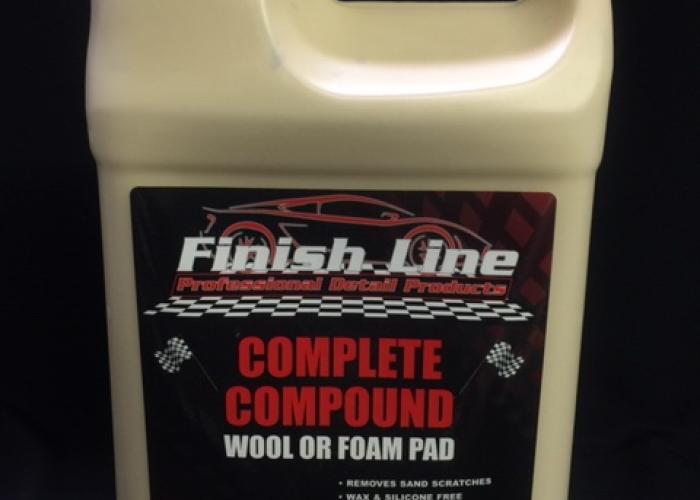 Finish Line
Professional Detail Products
COMPLETE
COMPOUND
WOOL OR FOAM PAD
• REMOVES SAND SCRATCHES
• WAX & SILICONE FREE